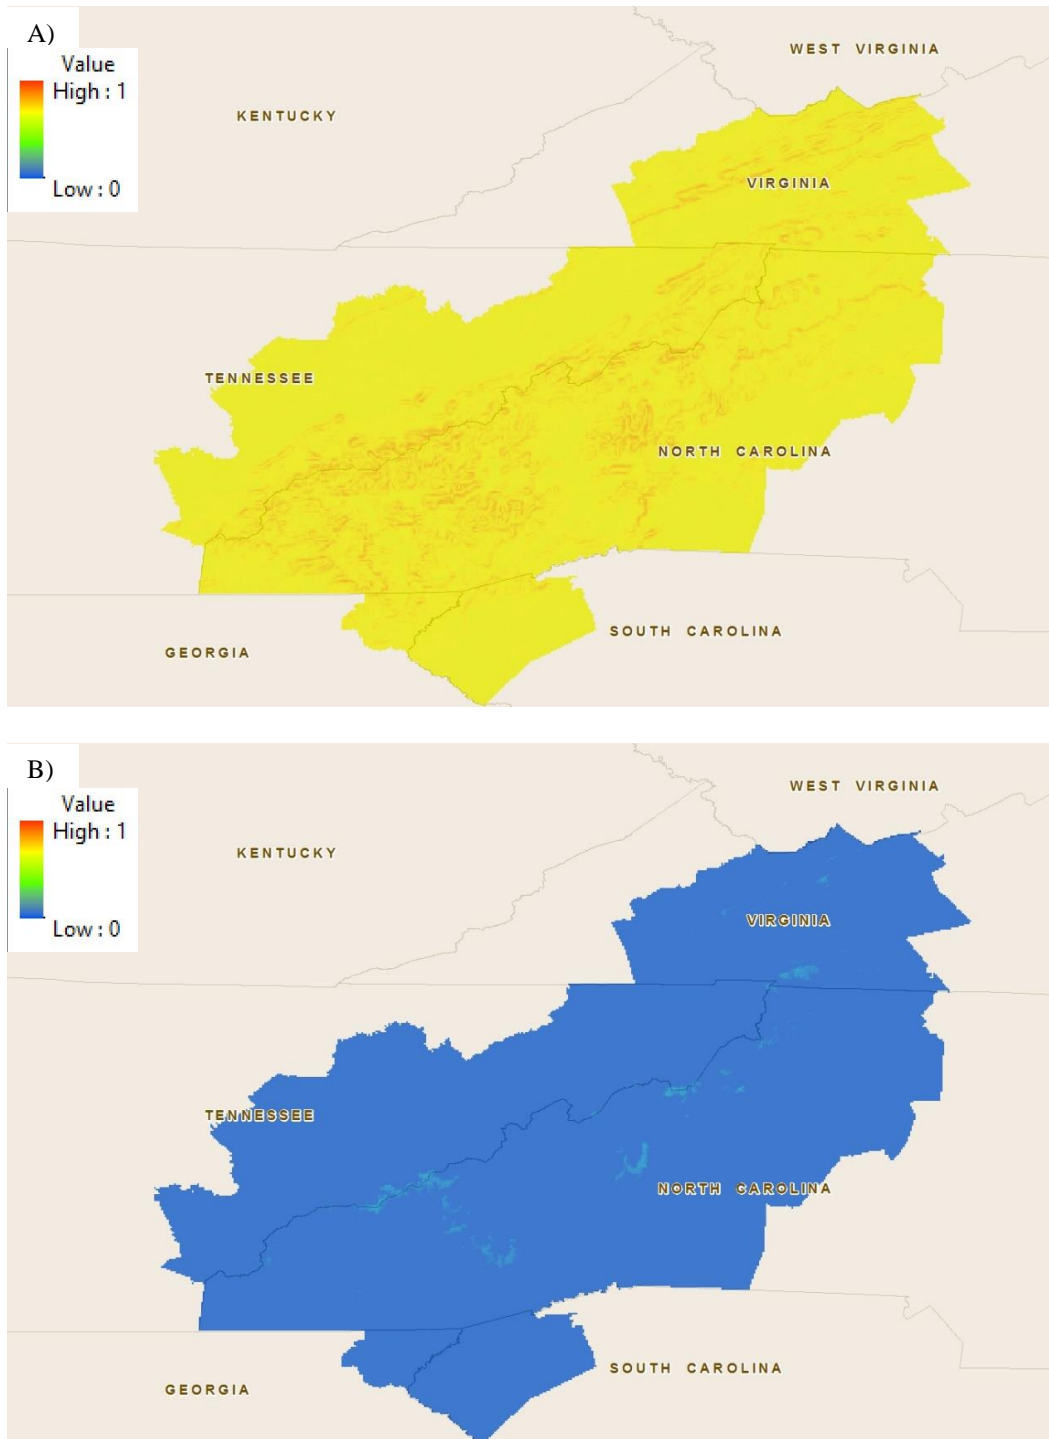 A)
Value
High : 1
Low : 0
WEST VIRGINIA
KENTUCKY
VIRGINIA
TENNESSEE
NORTH CAROLINA
SOUTH CAROLINA
GEORGIA
B)
Value
High : 1
Low : 0
WEST VIRGINIA
KENTUCKY
VIRGINIA
TENNESSEE
NORTH CAROLINA
SOUTH CAROLINA
GEORGIA